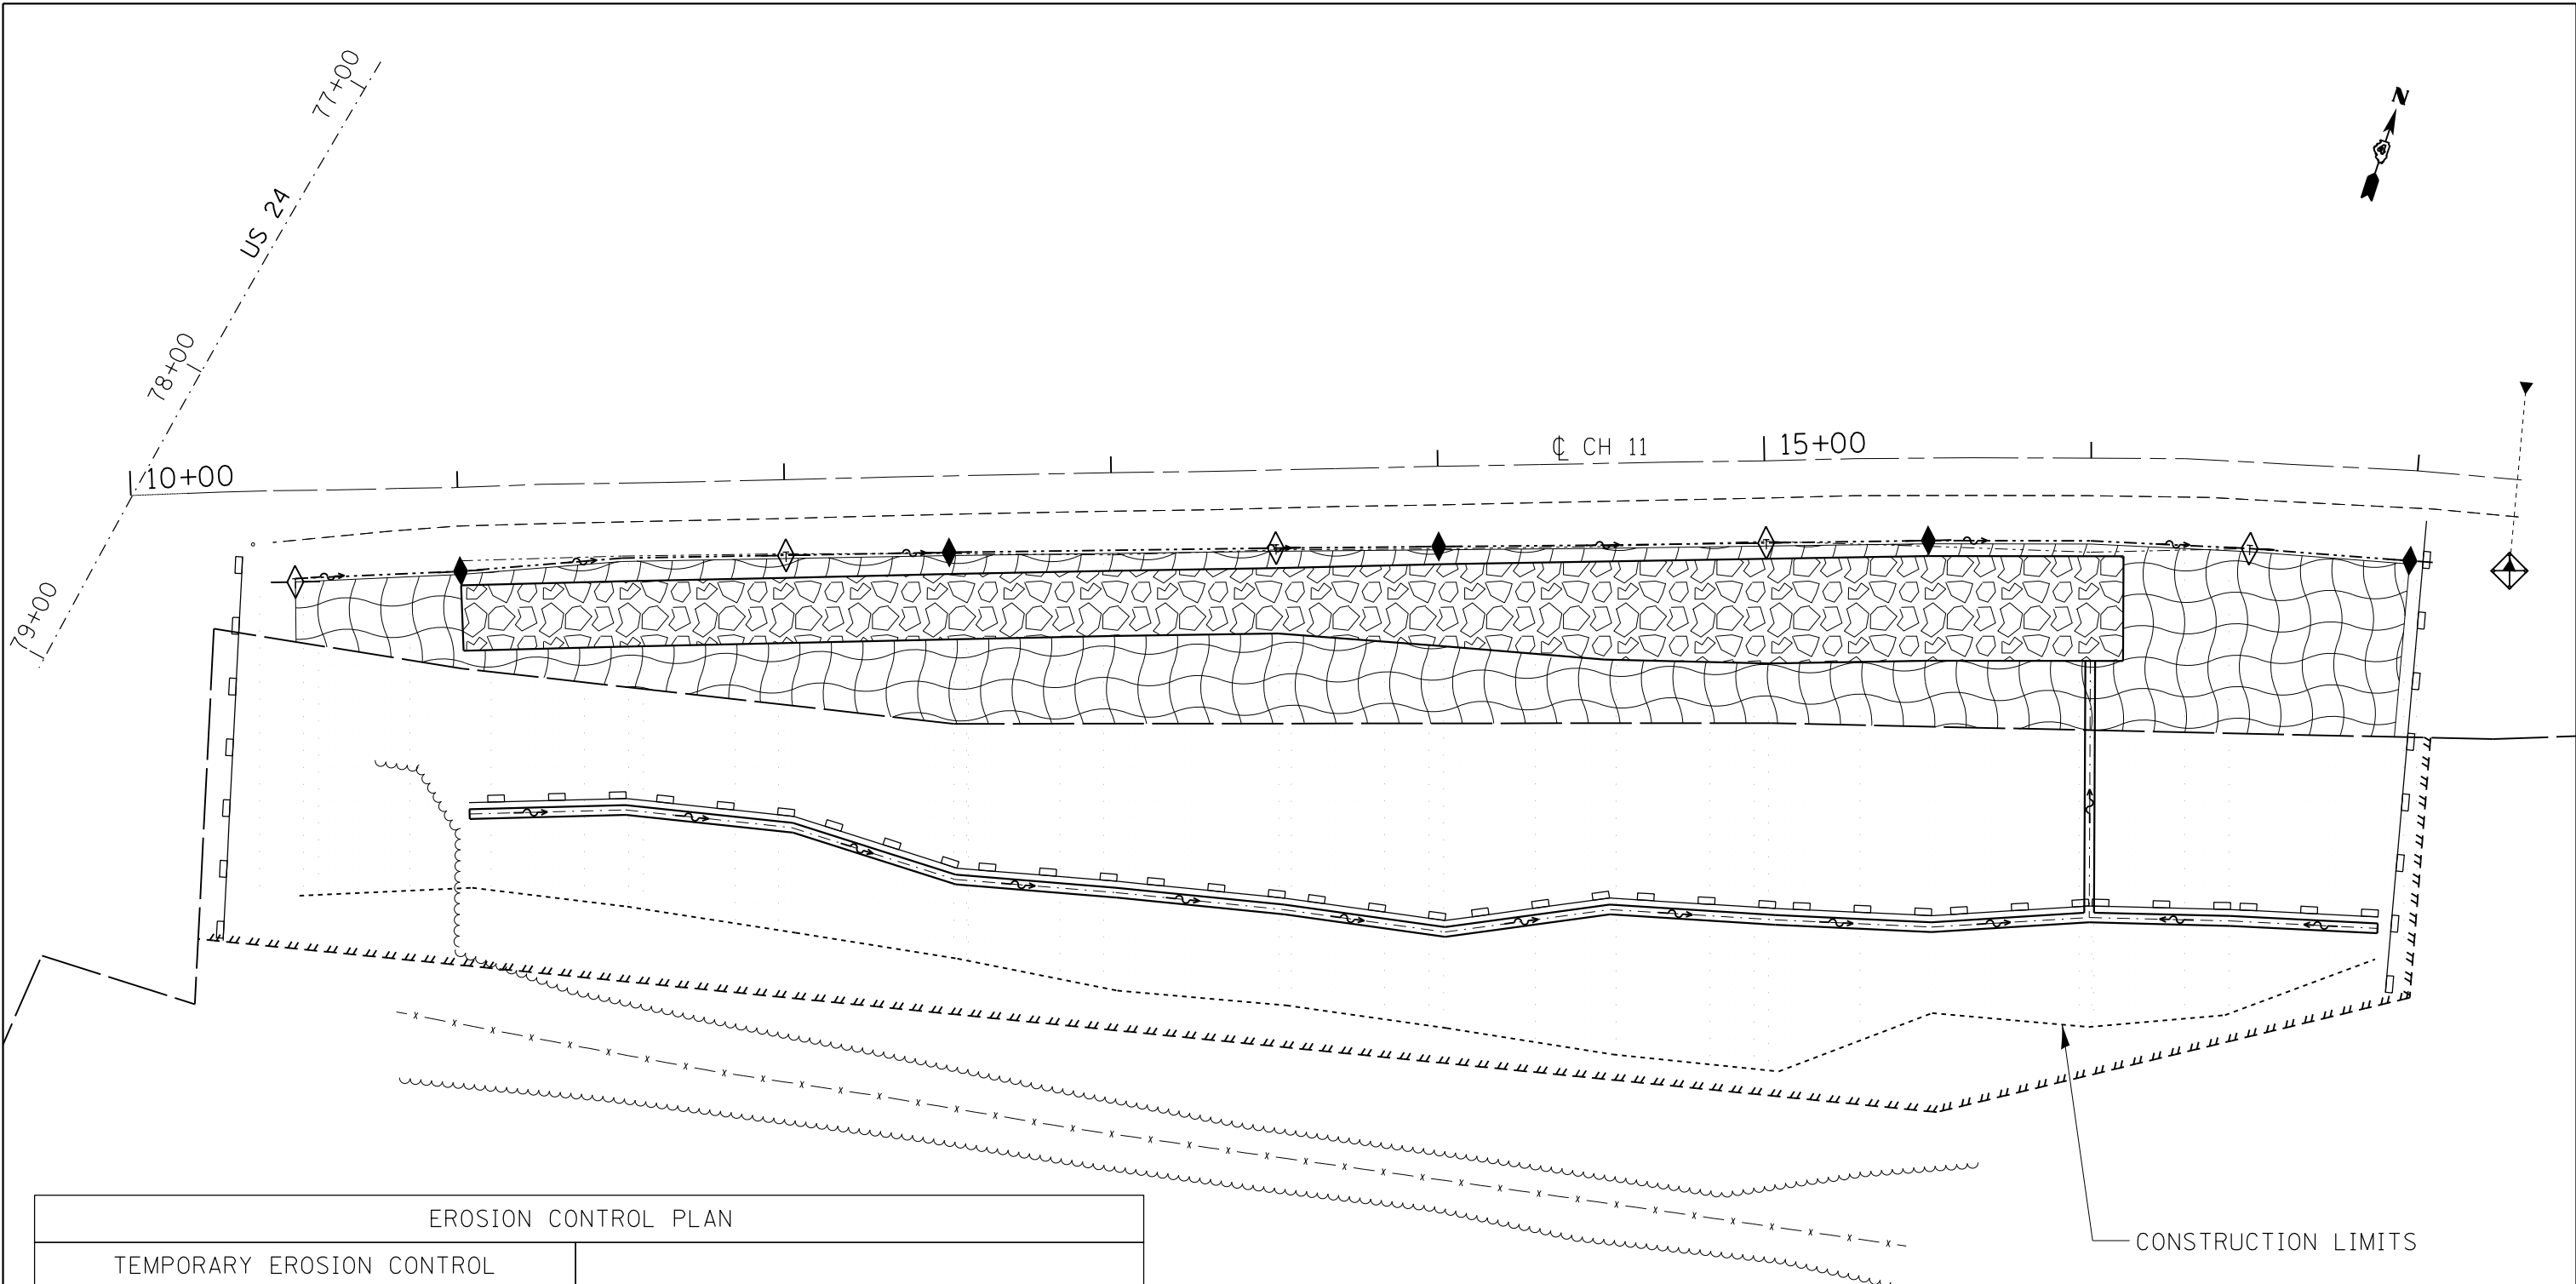 77+00
N
US 24
78+00
℄ CH 11
15+00
10+00
79+00
T
T
T
T
T
EROSION CONTROL PLAN
TEMPORARY EROSION CONTROL
CONSTRUCTION LIMITS